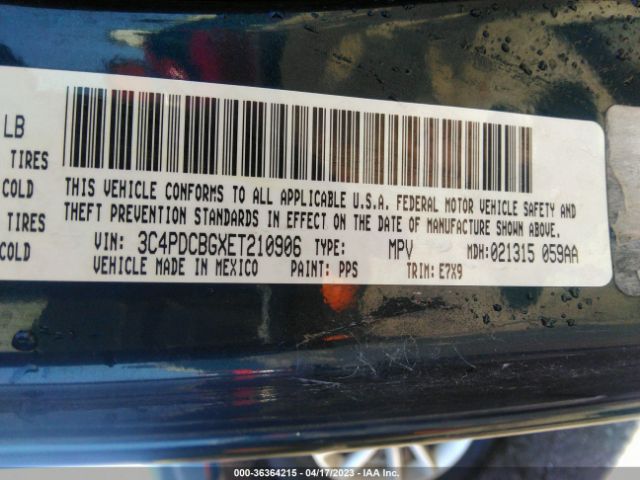 LB
TIRES
COLD
TIRES
COLD
THIS VEHICLE CONFORMS TO ALL APPLICABLE U.S.A. FEDERAL MOTOR VEHICLE SAFETY AND
THEFT PREVENTION STANDARDS IN EFFECT ON THE DATE OF MANUFACTURE SHOWN ABOVE.
VIN: 3C4PDCBGXET210906 TYPE: MPV MDH: 021315 059AA
VEHICLE MADE IN MEXICO PAINT: PPS TRIM: E7X9
000-36364215 - 04/17/2023 - IAA Inc.